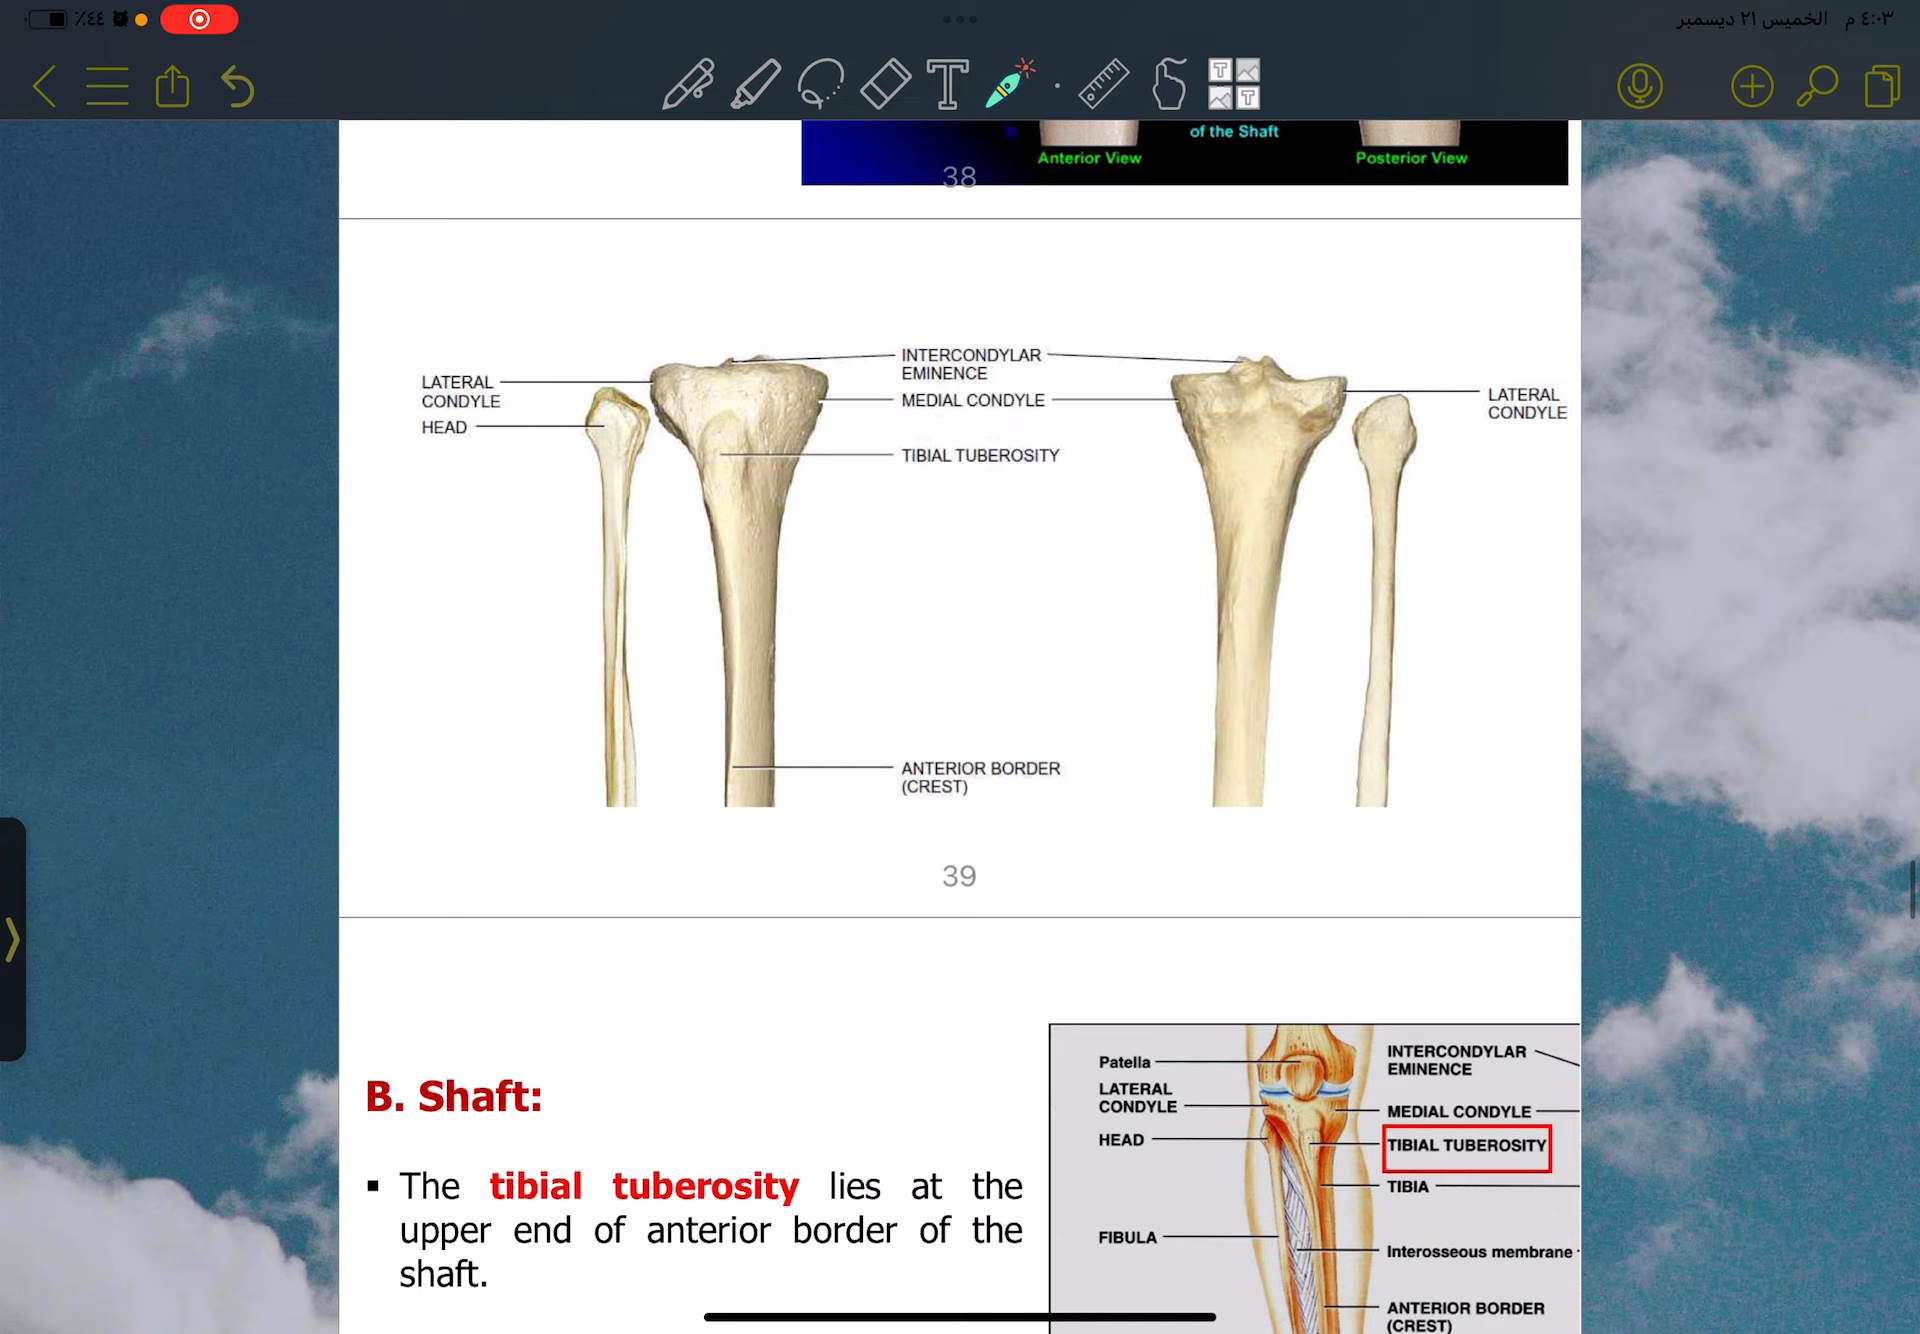 ٪٤٤
٤:٠٣ م الخميس ٢١ ديسمبر
of the Shaft
Anterior View
Posterior View
38
LATERAL
CONDYLE
HEAD
INTERCONDYLAR
EMINENCE
MEDIAL CONDYLE
TIBIAL TUBEROSITY
LATERAL
CONDYLE
ANTERIOR BORDER
(CREST)
39
B. Shaft:
▪ The tibial tuberosity lies at the
upper end of anterior border of the
shaft.
Patella
LATERAL
CONDYLE
HEAD
FIBULA
INTERCONDYLAR
EMINENCE
MEDIAL CONDYLE
TIBIAL TUBEROSITY
TIBIA
Interosseous membrane
ANTERIOR BORDER
(CREST)